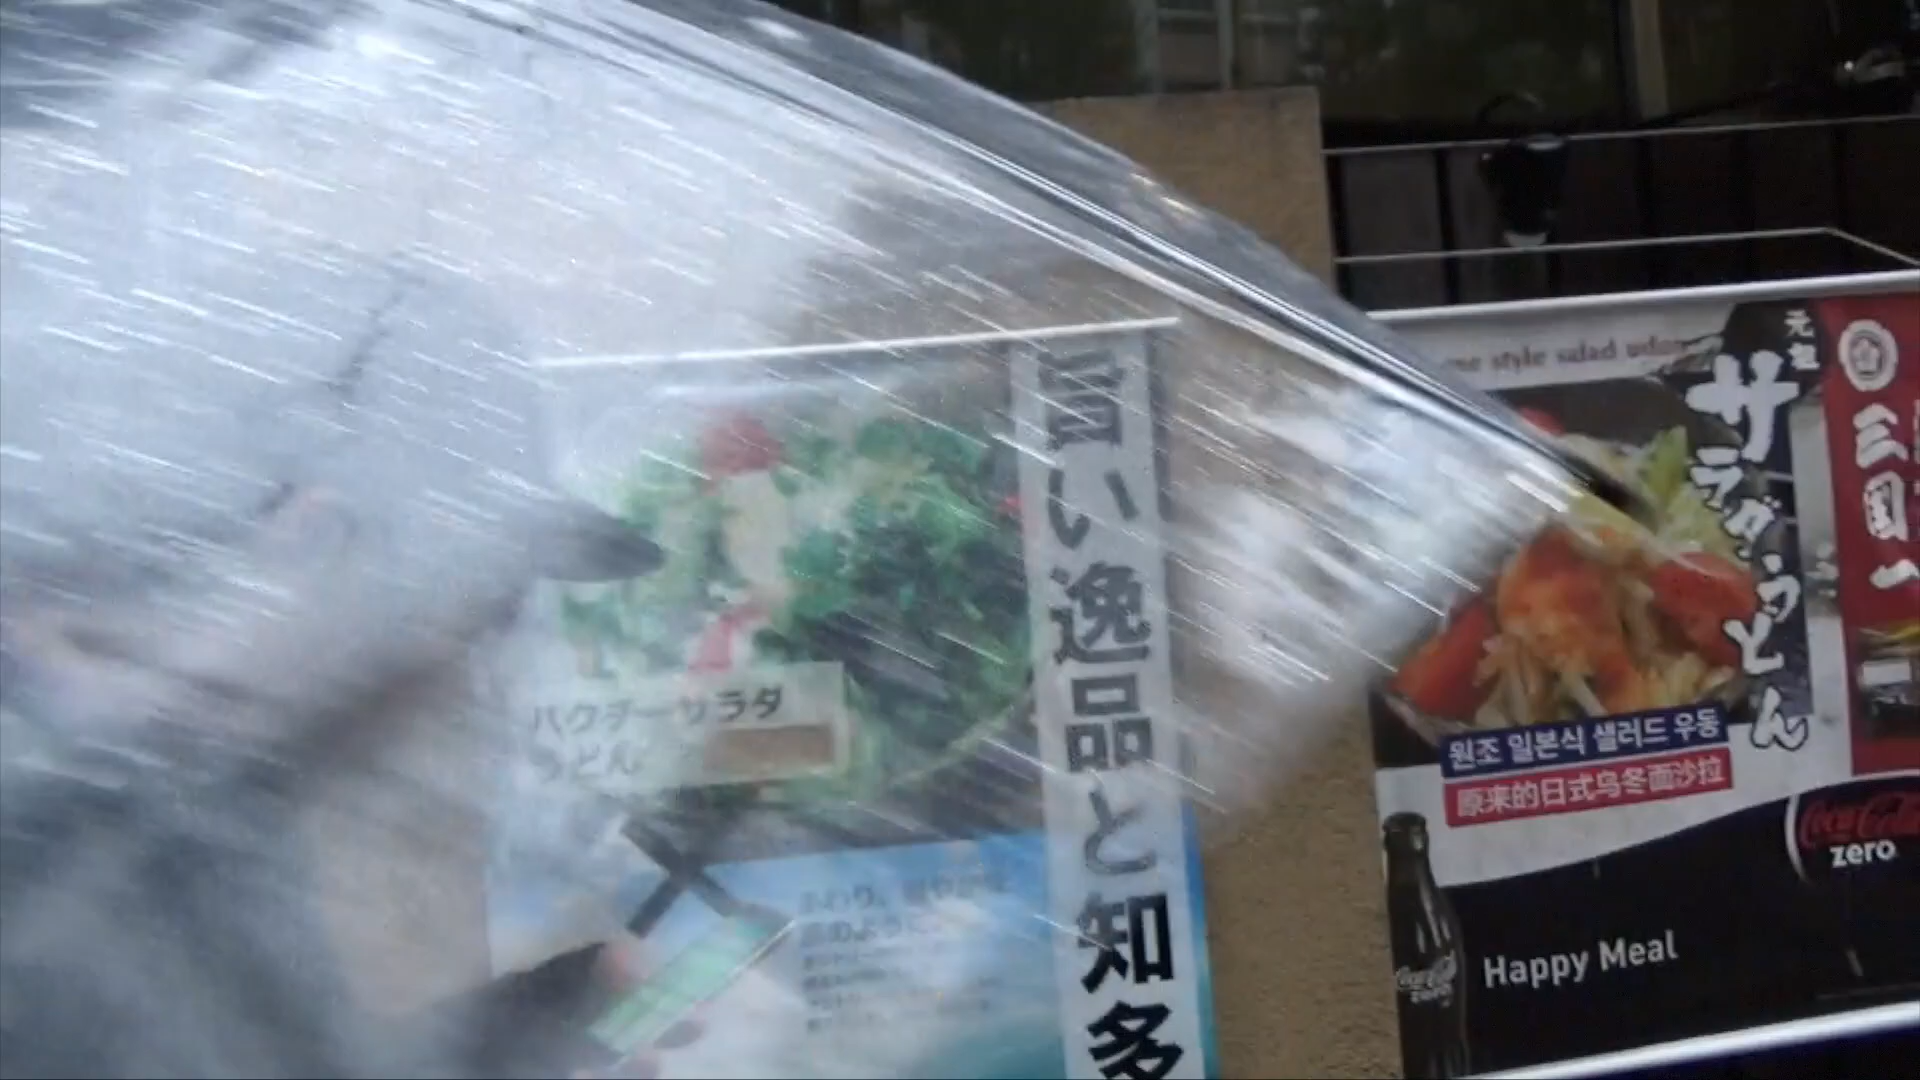 旨い逸品と知多
パクチーサラダ
うどん
style salad udon
元祖
サラダうどん
원조 일본식 샐러드 우동
原来的日式乌冬面沙拉
三国一
Coca-Cola
zero
Happy Meal